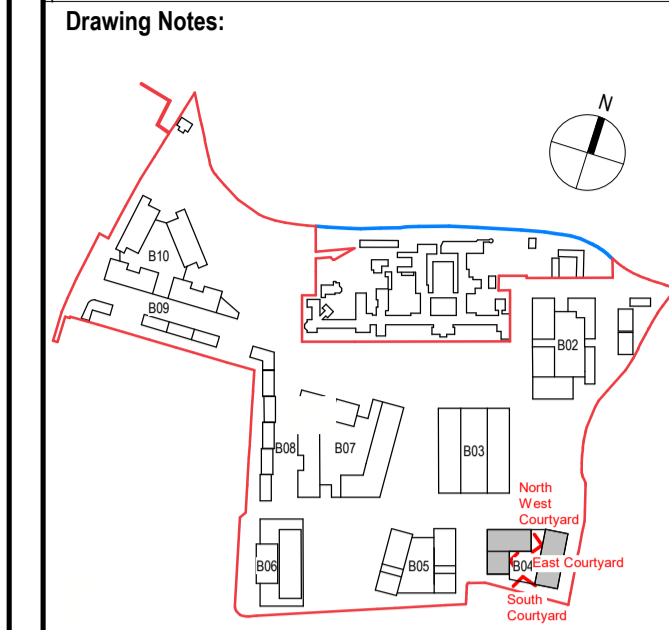 Drawing Notes:
N
B10
B09
B02
B08
B07
B03
North
West
Courtyard
B06
B05
B04
East Courtyard
South
Courtyard